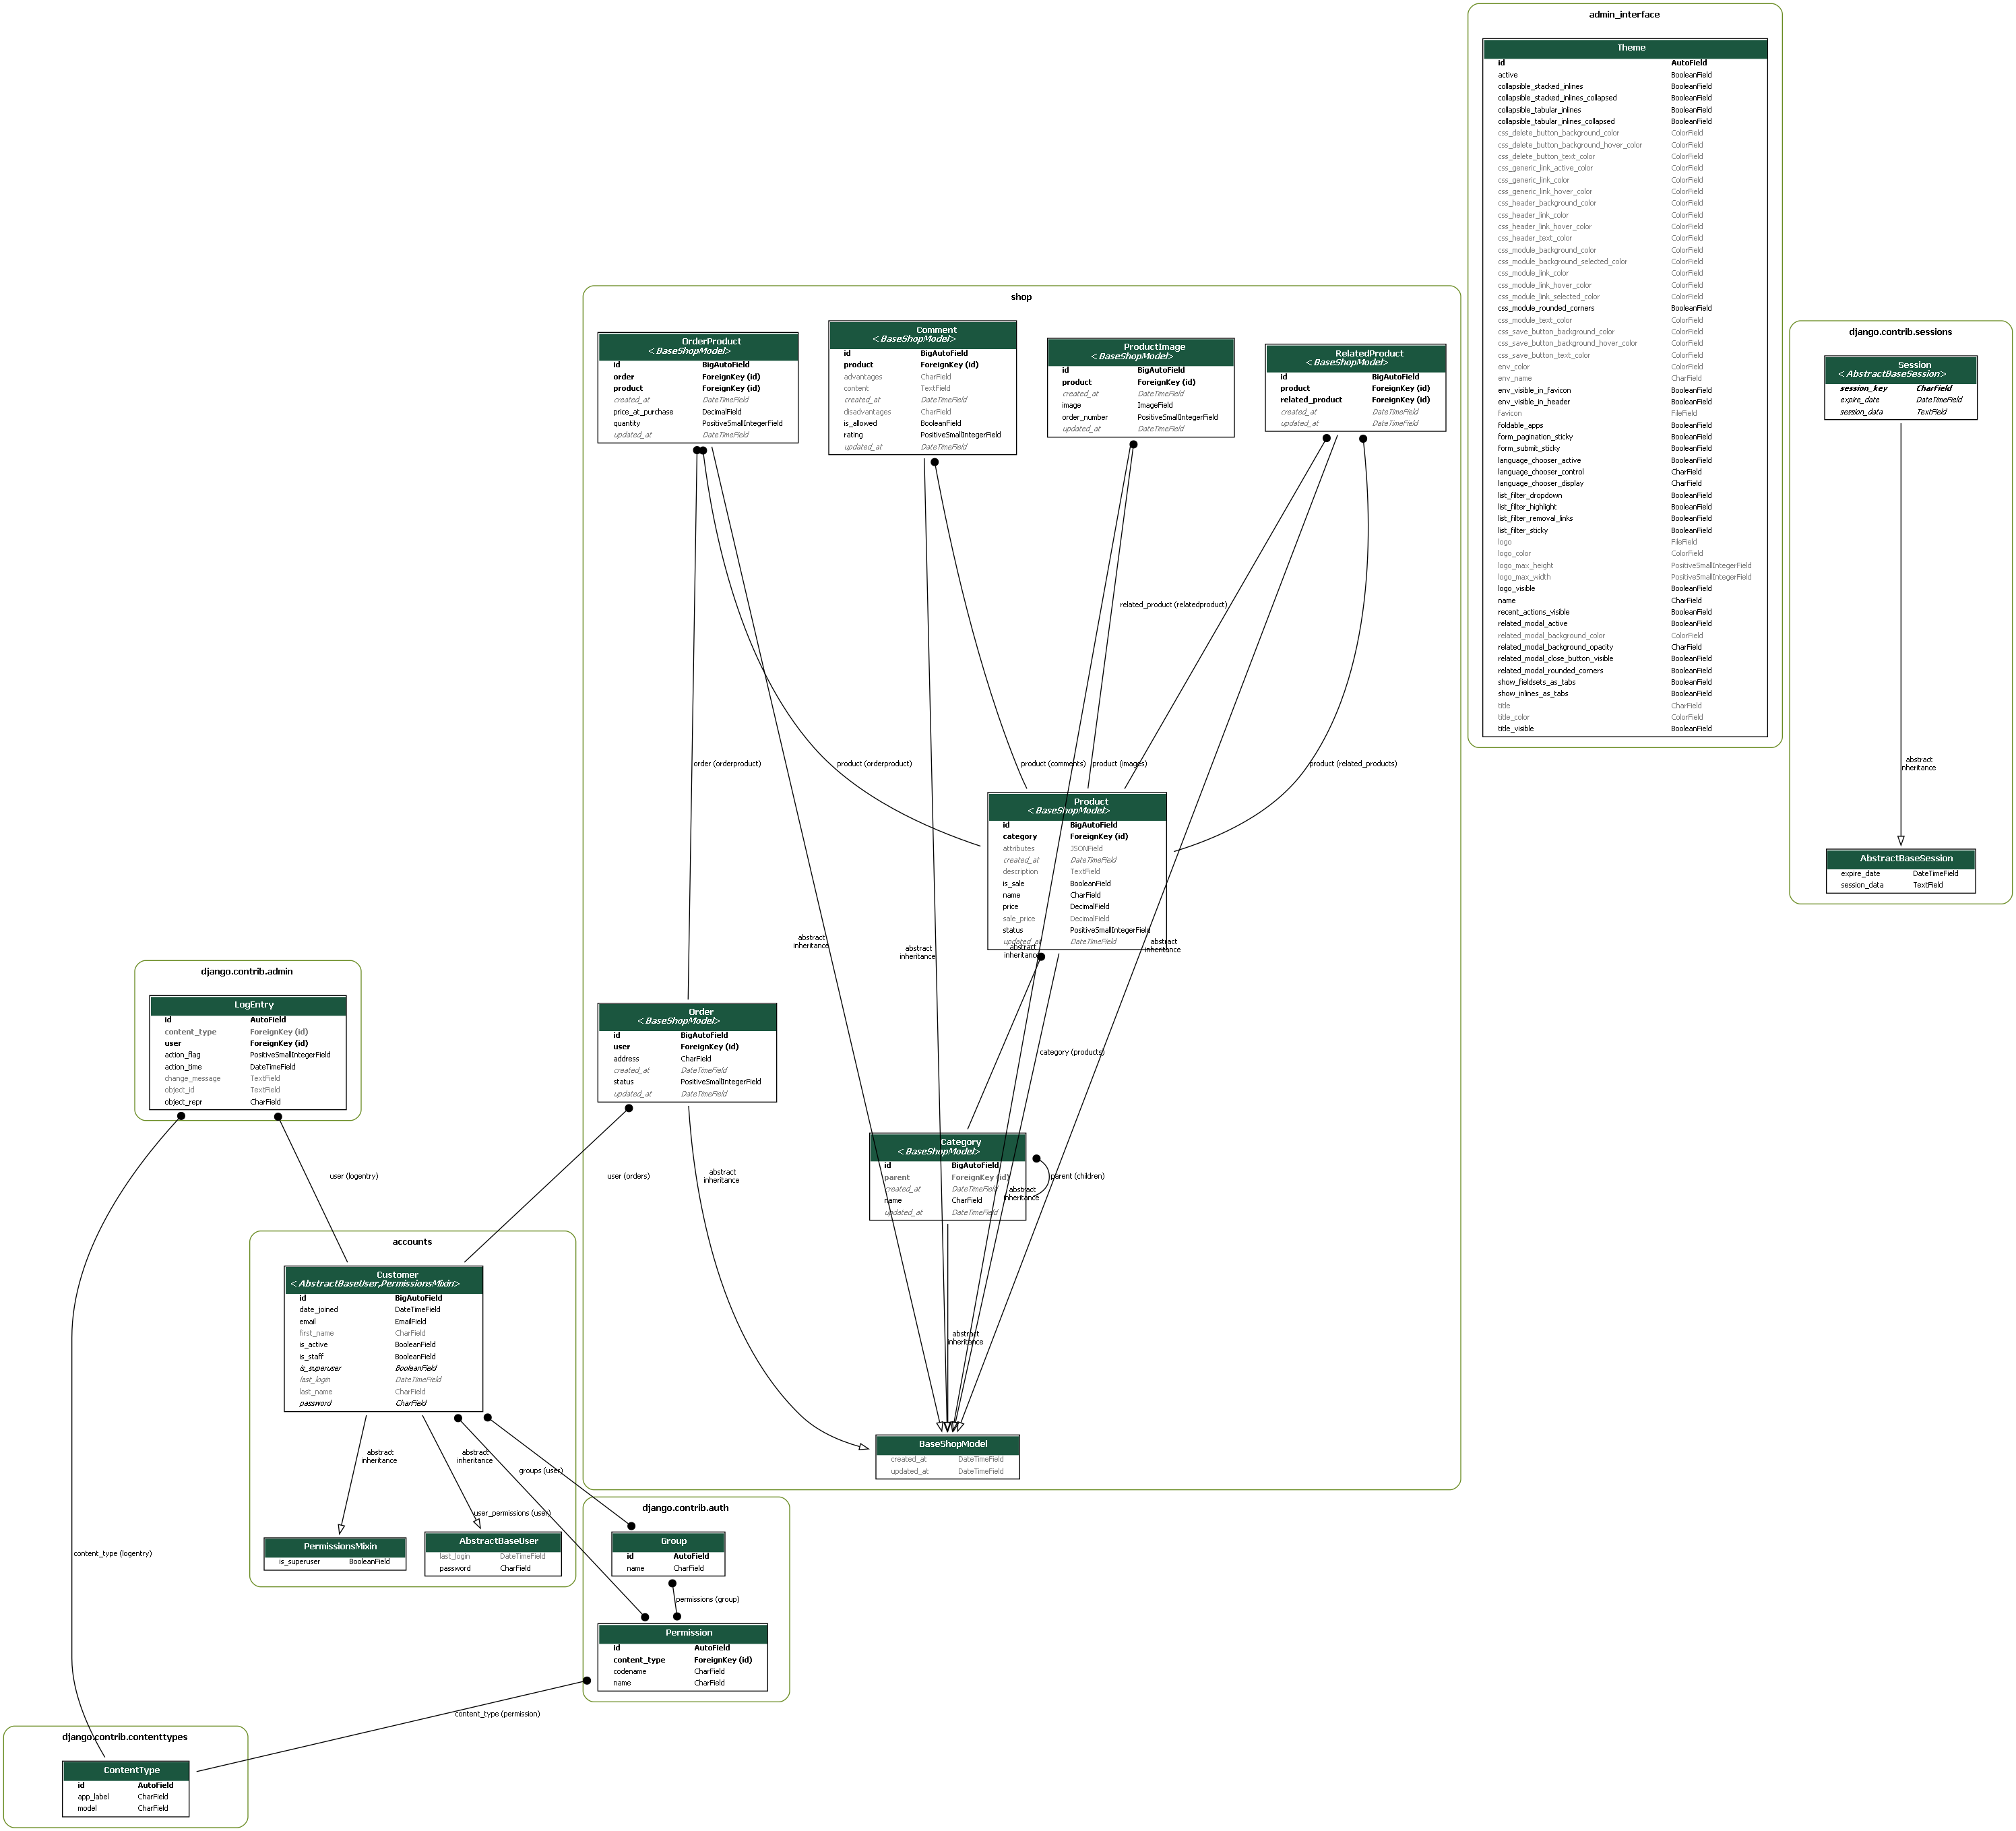 admin_interface
Theme
id AutoField
active BooleanField
collapsible_stacked_inlines BooleanField
collapsible_stacked_inlines_collapsed BooleanField
collapsible_tabular_inlines BooleanField
collapsible_tabular_inlines_collapsed BooleanField
css_delete_button_background_color ColorField
css_delete_button_background_hover_color ColorField
css_delete_button_text_color ColorField
css_generic_link_active_color ColorField
css_generic_link_color ColorField
css_generic_link_hover_color ColorField
css_header_background_color ColorField
css_header_link_color ColorField
css_header_link_hover_color ColorField
css_header_text_color ColorField
css_module_background_color ColorField
css_module_background_selected_color ColorField
css_module_link_color ColorField
css_module_link_hover_color ColorField
css_module_link_selected_color ColorField
css_module_rounded_corners BooleanField
css_module_text_color ColorField
css_save_button_background_color ColorField
css_save_button_background_hover_color ColorField
css_save_button_text_color ColorField
env_color ColorField
env_name CharField
env_visible_in_favicon BooleanField
env_visible_in_header BooleanField
favicon FileField
foldable_apps BooleanField
form_pagination_sticky BooleanField
form_submit_sticky BooleanField
language_chooser_active BooleanField
language_chooser_control CharField
language_chooser_display CharField
list_filter_dropdown BooleanField
list_filter_highlight BooleanField
list_filter_removal_links BooleanField
list_filter_sticky BooleanField
logo FileField
logo_color ColorField
logo_max_height PositiveSmallIntegerField
logo_max_width PositiveSmallIntegerField
logo_visible BooleanField
name CharField
recent_actions_visible BooleanField
related_modal_active BooleanField
related_modal_background_color ColorField
related_modal_background_opacity CharField
related_modal_close_button_visible BooleanField
related_modal_rounded_corners BooleanField
show_fieldsets_as_tabs BooleanField
show_inlines_as_tabs BooleanField
title CharField
title_color ColorField
title_visible BooleanField
django.contrib.sessions
Session
<AbstractBaseSession>
session_key CharField
expire_date DateTimeField
session_data TextField
abstract
inheritance
AbstractBaseSession
expire_date DateTimeField
session_data TextField
shop
OrderProduct
<BaseShopModel>
id BigAutoField
order ForeignKey (id)
product ForeignKey (id)
created_at DateTimeField
price_at_purchase DecimalField
quantity PositiveSmallIntegerField
updated_at DateTimeField
Comment
<BaseShopModel>
id BigAutoField
product ForeignKey (id)
advantages CharField
content TextField
created_at DateTimeField
disadvantages CharField
is_allowed BooleanField
rating PositiveSmallIntegerField
updated_at DateTimeField
ProductImage
<BaseShopModel>
id BigAutoField
product ForeignKey (id)
created_at DateTimeField
image ImageField
order_number PositiveSmallIntegerField
updated_at DateTimeField
RelatedProduct
<BaseShopModel>
id BigAutoField
product ForeignKey (id)
related_product ForeignKey (id)
created_at DateTimeField
updated_at DateTimeField
related_product (relatedproduct)
order (orderproduct)
product (orderproduct)
product (comments)
product (images)
product (related_products)
Product
<BaseShopModel>
id BigAutoField
category ForeignKey (id)
attributes JSONField
created_at DateTimeField
description TextField
is_sale BooleanField
name CharField
price DecimalField
sale_price DecimalField
status PositiveSmallIntegerField
updated_at DateTimeField
abstract
inheritance
abstract
inheritance
abstract
inheritance
abstract
inheritance
Order
<BaseShopModel>
id BigAutoField
user ForeignKey (id)
address CharField
created_at DateTimeField
status PositiveSmallIntegerField
updated_at DateTimeField
category (products)
Category
<BaseShopModel>
id BigAutoField
parent ForeignKey (id)
created_at DateTimeField
name CharField
updated_at DateTimeField
parent (children)
abstract
inheritance
user (orders)
abstract
inheritance
abstract
inheritance
BaseShopModel
created_at DateTimeField
updated_at DateTimeField
django.contrib.admin
LogEntry
id AutoField
content_type ForeignKey (id)
user ForeignKey (id)
action_flag PositiveSmallIntegerField
action_time DateTimeField
change_message TextField
object_id TextField
object_repr CharField
user (logentry)
accounts
Customer
<AbstractBaseUser,PermissionsMixin>
id BigAutoField
date_joined DateTimeField
email EmailField
first_name CharField
is_active BooleanField
is_staff BooleanField
is_superuser BooleanField
last_login DateTimeField
last_name CharField
password CharField
abstract
inheritance
abstract
inheritance
groups (user)
user_permissions (user)
PermissionsMixin
is_superuser BooleanField
AbstractBaseUser
last_login DateTimeField
password CharField
django.contrib.auth
Group
id AutoField
name CharField
permissions (group)
Permission
id AutoField
content_type ForeignKey (id)
codename CharField
name CharField
content_type (logentry)
content_type (permission)
django.contrib.contenttypes
ContentType
id AutoField
app_label CharField
model CharField